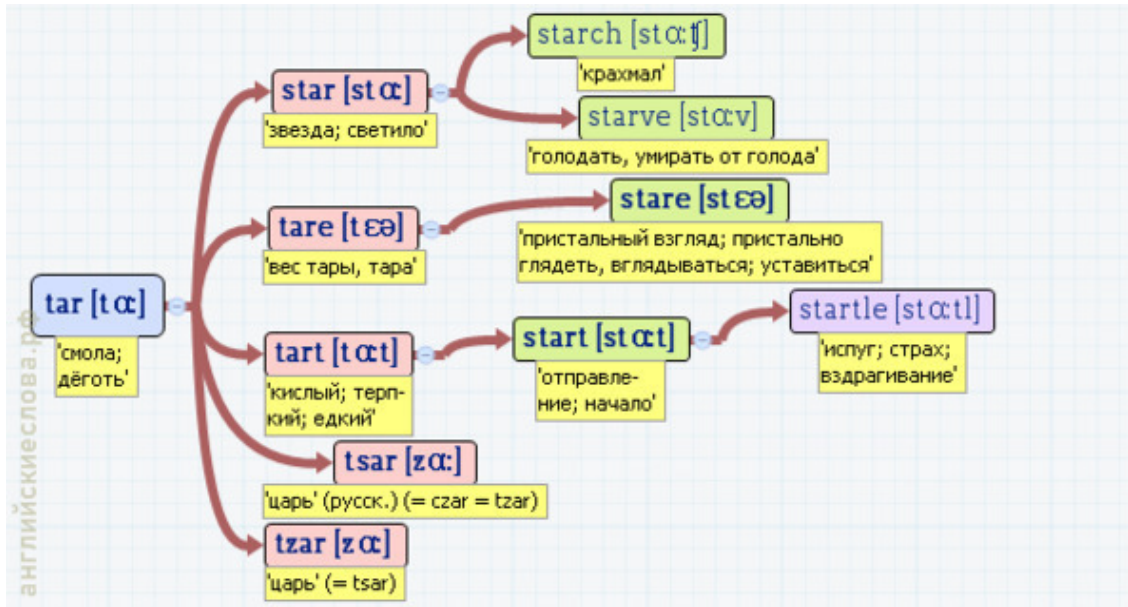 starch [stɑ:ʧ]
'крахмал'
star [stɑ:]
'звезда; светило'
starve [stɑ:v]
'голодать, умирать от голода'
stare [stɛə]
'пристальный взгляд; пристально
глядеть, вглядываться; уставиться'
tare [tɛə]
'вес тары, тара'
tar [tɑ:]
'смола;
дёготь'
startle [stɑ:tl]
'испуг; страх;
вздрагивание'
start [stɑ:t]
'отправле-
ние; начало'
tart [tɑ:t]
'кислый; терп-
кий; едкий'
tsar [zɑ:]
'царь' (русск.) (= czar = tzar)
tzar [zɑ:]
'царь' (= tsar)
английскиеслова.рф